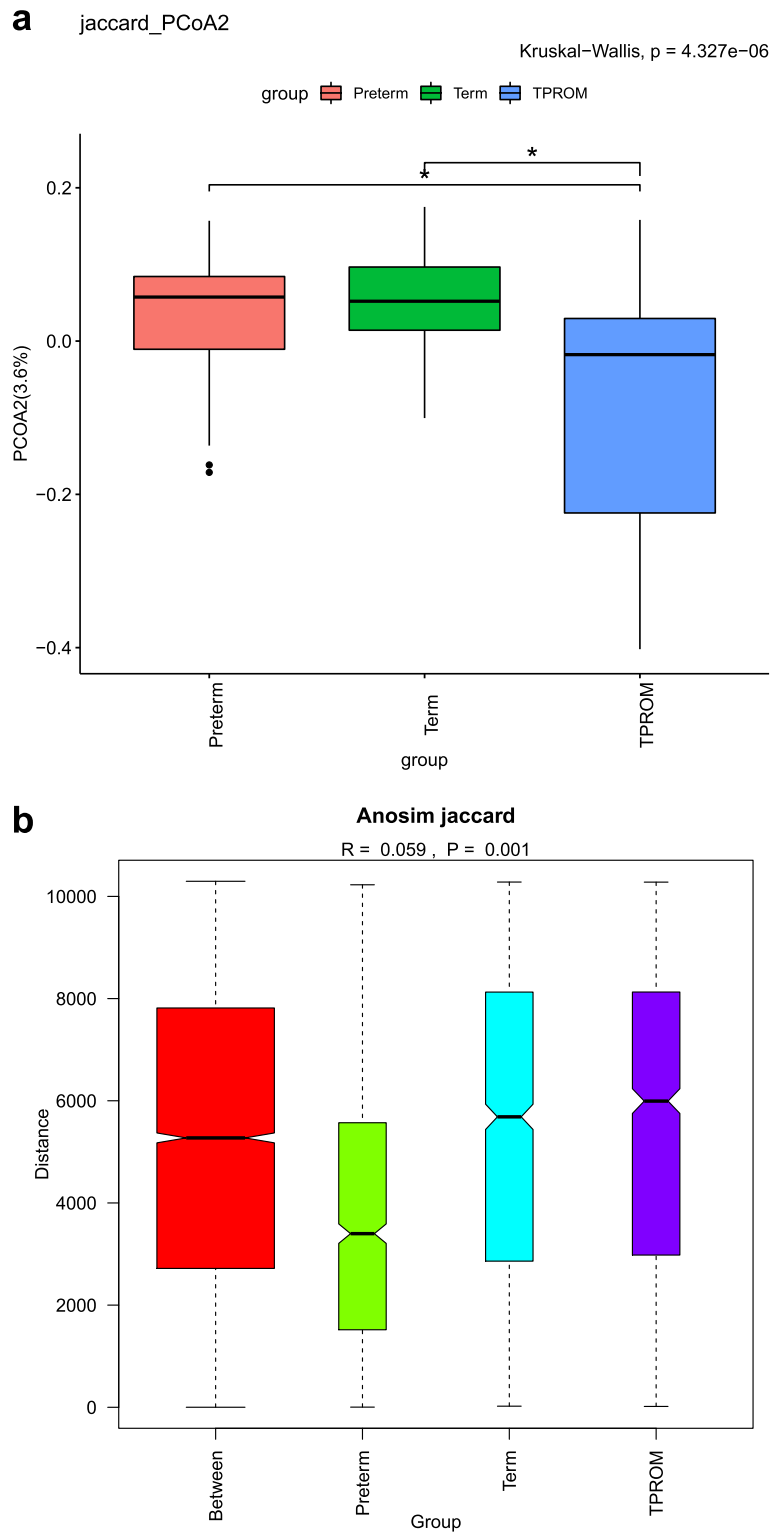 a
jaccard_PCoA2
Kruskal−Wallis, p = 4.327e−06
group Preterm Term TPROM
*
*
0.2
0.0
−0.2
−0.4
PCOA2(3.6%)
Preterm
Term
TPROM
group
b
Anosim jaccard
R = 0.059 , P = 0.001
10000
8000
6000
4000
2000
0
Distance
Between
Preterm
Term
TPROM
Group